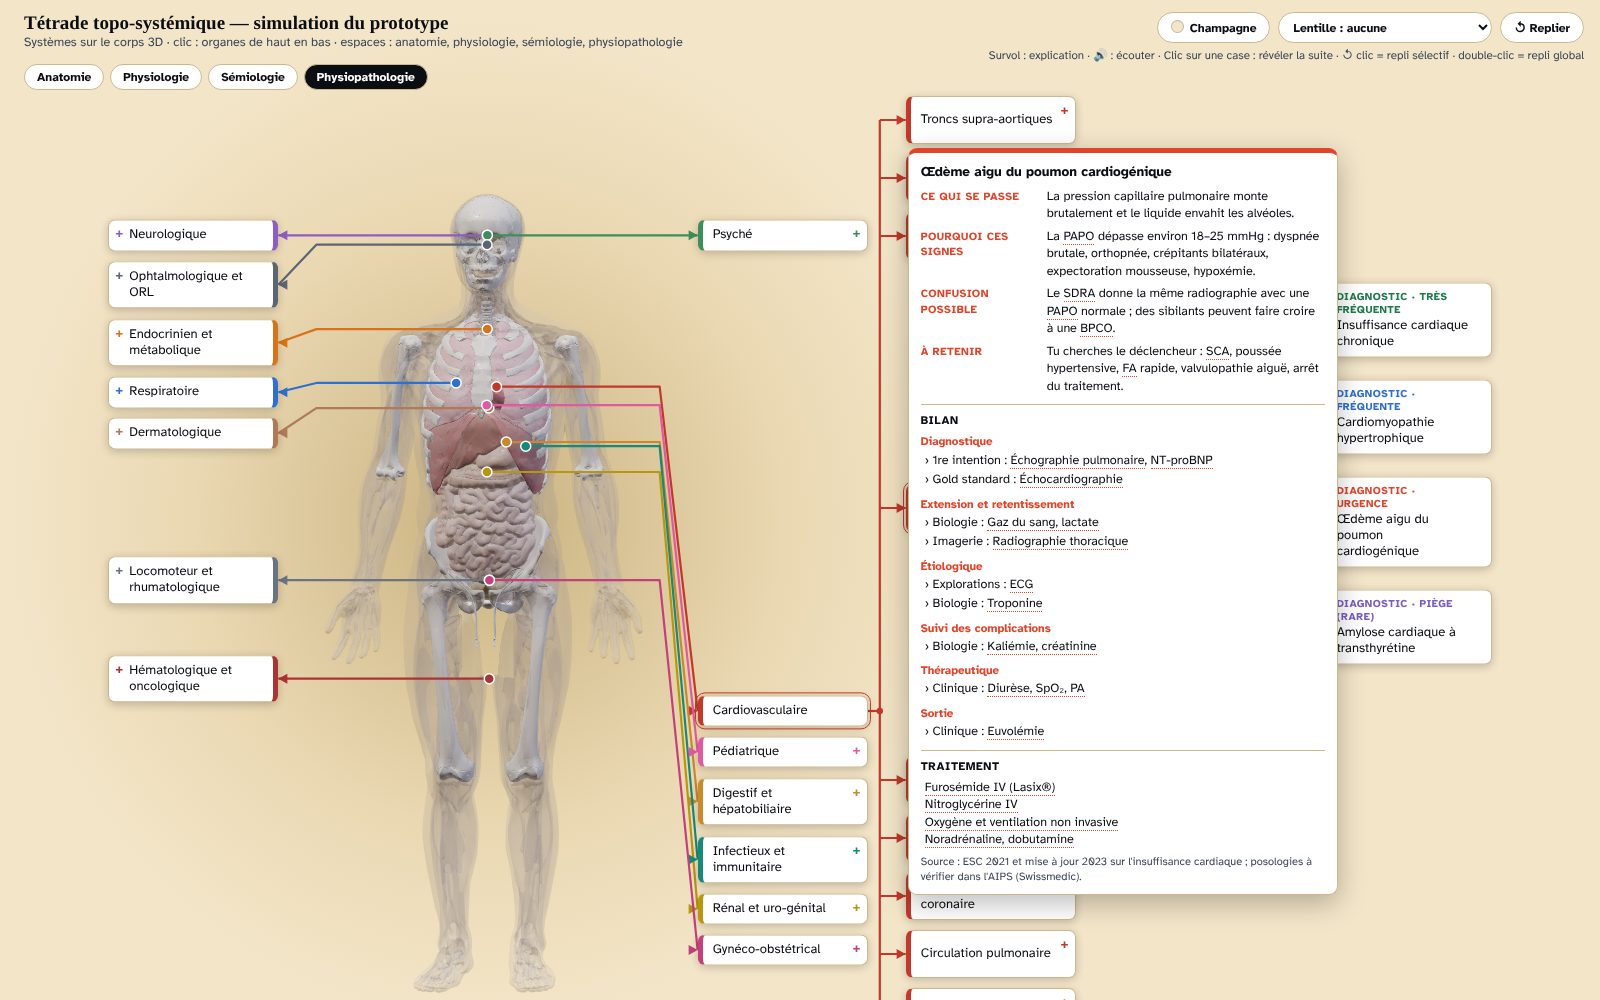 Tétrade topo-systémique — simulation du prototype
Systèmes sur le corps 3D · clic : organes de haut en bas · espaces : anatomie, physiologie, sémiologie, physiopathologie
Champagne
Lentille : aucune
↺ Replier
Survol : explication · 🔊 : écouter · Clic sur une case : révéler la suite · ↺ clic = repli sélectif · double-clic = repli global
Anatomie
Physiologie
Sémiologie
Physiopathologie
+ Neurologique
+ Ophtalmologique et
ORL
+ Endocrinien et
métabolique
+ Respiratoire
+ Dermatologique
+ Locomoteur et
rhumatologique
+ Hématologique et
oncologique
Psyché +
Cardiovasculaire
Pédiatrique +
Digestif et +
hépatobiliaire
Infectieux et +
immunitaire
Rénal et uro-génital +
Gynéco-obstétrical +
Troncs supra-aortiques +
Œdème aigu du poumon cardiogénique
CE QUI SE PASSE
La pression capillaire pulmonaire monte
brutalement et le liquide envahit les alvéoles.
POURQUOI CES
SIGNES
La PAPO dépasse environ 18–25 mmHg : dyspnée
brutale, orthopnée, crépitants bilatéraux,
expectoration mousseuse, hypoxémie.
CONFUSION
POSSIBLE
Le SDRA donne la même radiographie avec une
PAPO normale ; des sibilants peuvent faire croire
à une BPCO.
À RETENIR
Tu cherches le déclencheur : SCA, poussée
hypertensive, FA rapide, valvulopathie aiguë, arrêt
du traitement.
BILAN
Diagnostique
› 1re intention : Échographie pulmonaire, NT-proBNP
› Gold standard : Échocardiographie
Extension et retentissement
› Biologie : Gaz du sang, lactate
› Imagerie : Radiographie thoracique
Étiologique
› Explorations : ECG
› Biologie : Troponine
Suivi des complications
› Biologie : Kaliémie, créatinine
Thérapeutique
› Clinique : Diurèse, SpO₂, PA
Sortie
› Clinique : Euvolémie
TRAITEMENT
Furosémide IV (Lasix®)
Nitroglycérine IV
Oxygène et ventilation non invasive
Noradrénaline, dobutamine
Source : ESC 2021 et mise à jour 2023 sur l'insuffisance cardiaque ; posologies à
vérifier dans l'AIPS (Swissmedic).
coronaire
Circulation pulmonaire +
DIAGNOSTIC · TRÈS
FRÉQUENTE
Insuffisance cardiaque
chronique
DIAGNOSTIC ·
FRÉQUENTE
Cardiomyopathie
hypertrophique
DIAGNOSTIC ·
URGENCE
Œdème aigu du
poumon
cardiogénique
DIAGNOSTIC · PIÈGE
(RARE)
Amylose cardiaque à
transthyrétine